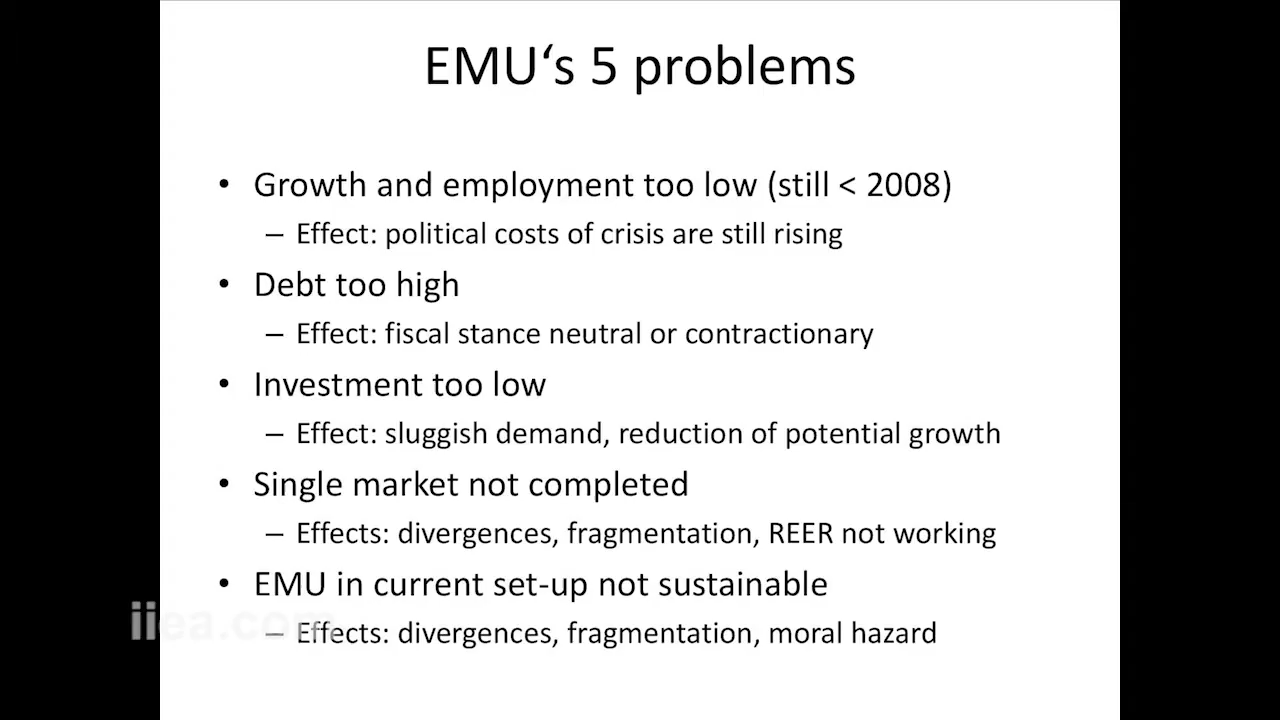 EMU‘s 5 problems
• Growth and employment too low (still < 2008)
– Effect: political costs of crisis are still rising
• Debt too high
– Effect: fiscal stance neutral or contractionary
• Investment too low
– Effect: sluggish demand, reduction of potential growth
• Single market not completed
– Effects: divergences, fragmentation, REER not working
• EMU in current set-up not sustainable
– Effects: divergences, fragmentation, moral hazard
iiea.com